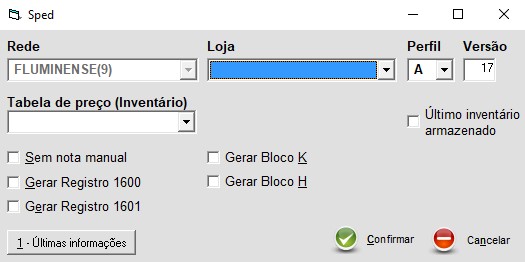 Sped
Rede Loja Perfil Versão
FLUMINENSE(9) A 17
Tabela de preço (Inventário)
Último inventário
armazenado
Sem nota manual Gerar Bloco K
Gerar Registro 1600 Gerar Bloco H
Gerar Registro 1601
1 - Últimas informações Confirmar Cancelar